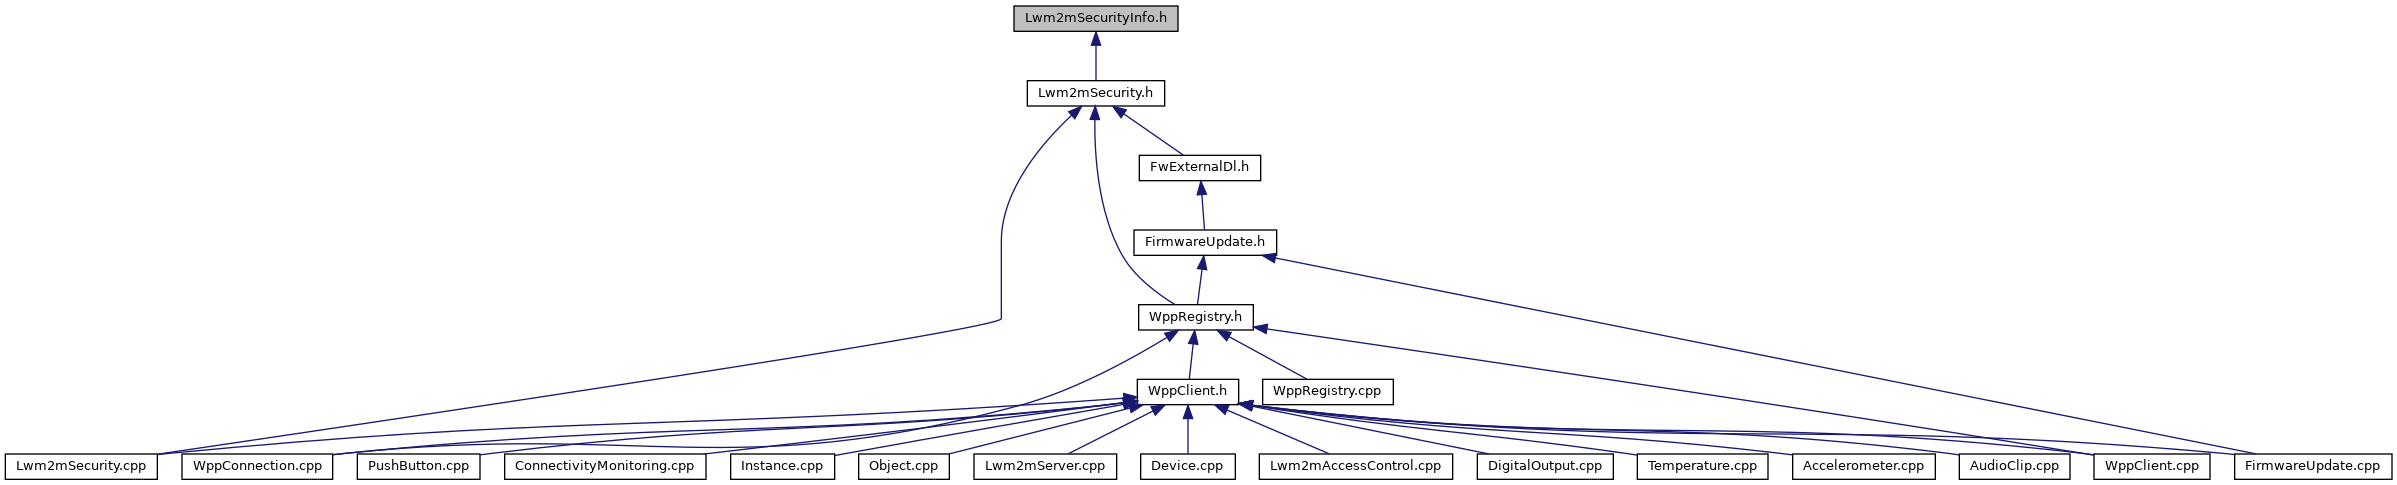 Lwm2mSecurityInfo.h
Lwm2mSecurity.h
FwExternalDl.h
FirmwareUpdate.h
WppRegistry.h
WppClient.h
WppRegistry.cpp
Lwm2mSecurity.cpp
WppConnection.cpp
PushButton.cpp
ConnectivityMonitoring.cpp
Instance.cpp
Object.cpp
Lwm2mServer.cpp
Device.cpp
Lwm2mAccessControl.cpp
DigitalOutput.cpp
Temperature.cpp
Accelerometer.cpp
AudioClip.cpp
WppClient.cpp
FirmwareUpdate.cpp